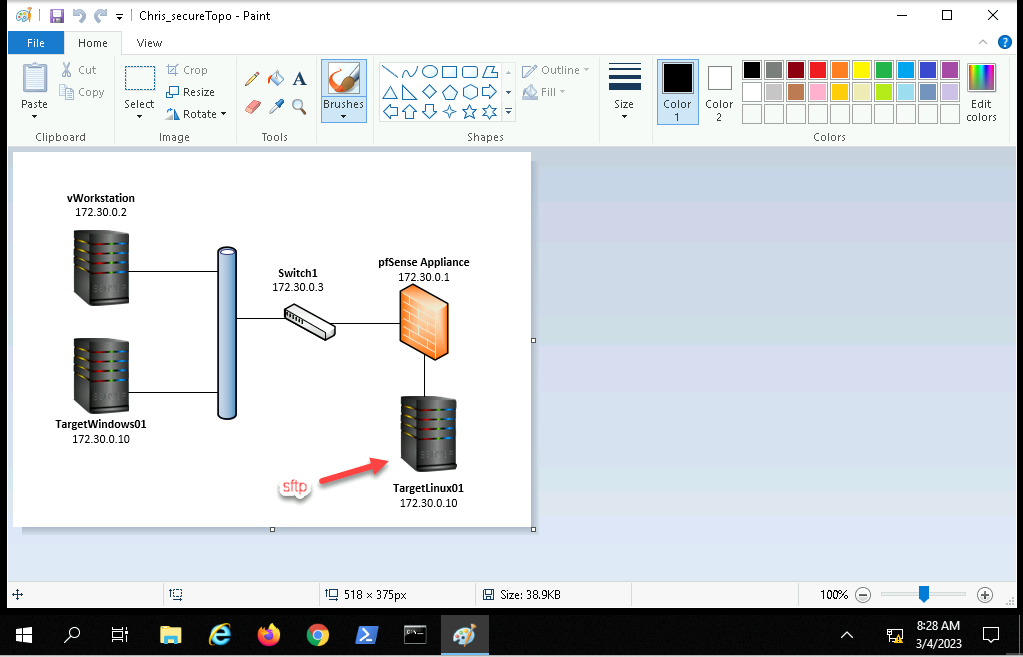 Chris_secureTopo - Paint
File
Home
View
Paste
Cut
Copy
Clipboard
Select
Crop
Resize
Rotate
Image
A
Tools
Brushes
Outline
Fill
Shapes
Size
Color
1
Color
2
Edit
colors
Colors
vWorkstation
172.30.0.2
Switch1
172.30.0.3
pfSense Appliance
172.30.0.1
TargetWindows01
172.30.0.10
sftp
TargetLinux01
172.30.0.10
518 × 375px
Size: 38.9KB
100%
8:28 AM
3/4/2023